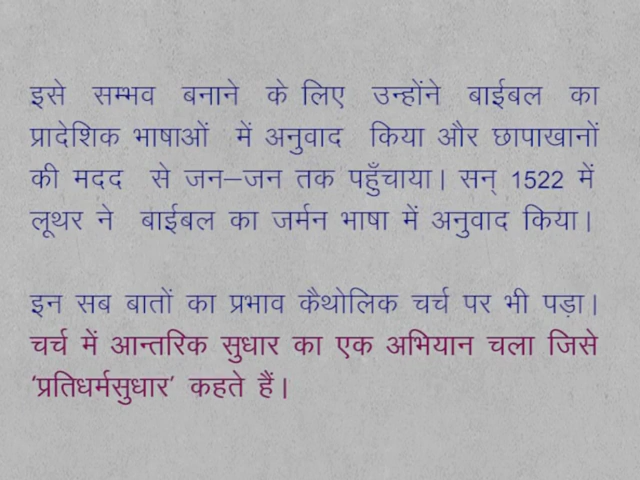 इसे सम्भव बनाने के लिए उन्होंने बाईबल का
प्रादेशिक भाषाओं में अनुवाद किया और छापाखानों
की मदद से जन–जन तक पहुँचाया। सन् 1522 में
लूथर ने बाईबल का जर्मन भाषा में अनुवाद किया।
इन सब बातों का प्रभाव कैथोलिक चर्च पर भी पड़ा।
चर्च में आन्तरिक सुधार का एक अभियान चला जिसे
‘प्रतिधर्मसुधार’ कहते हैं।